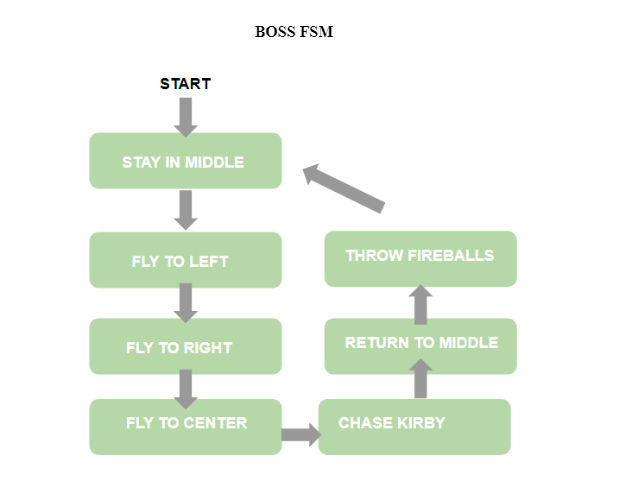 BOSS FSM
START
STAY IN MIDDLE
FLY TO LEFT
FLY TO RIGHT
FLY TO CENTER
CHASE KIRBY
RETURN TO MIDDLE
THROW FIREBALLS